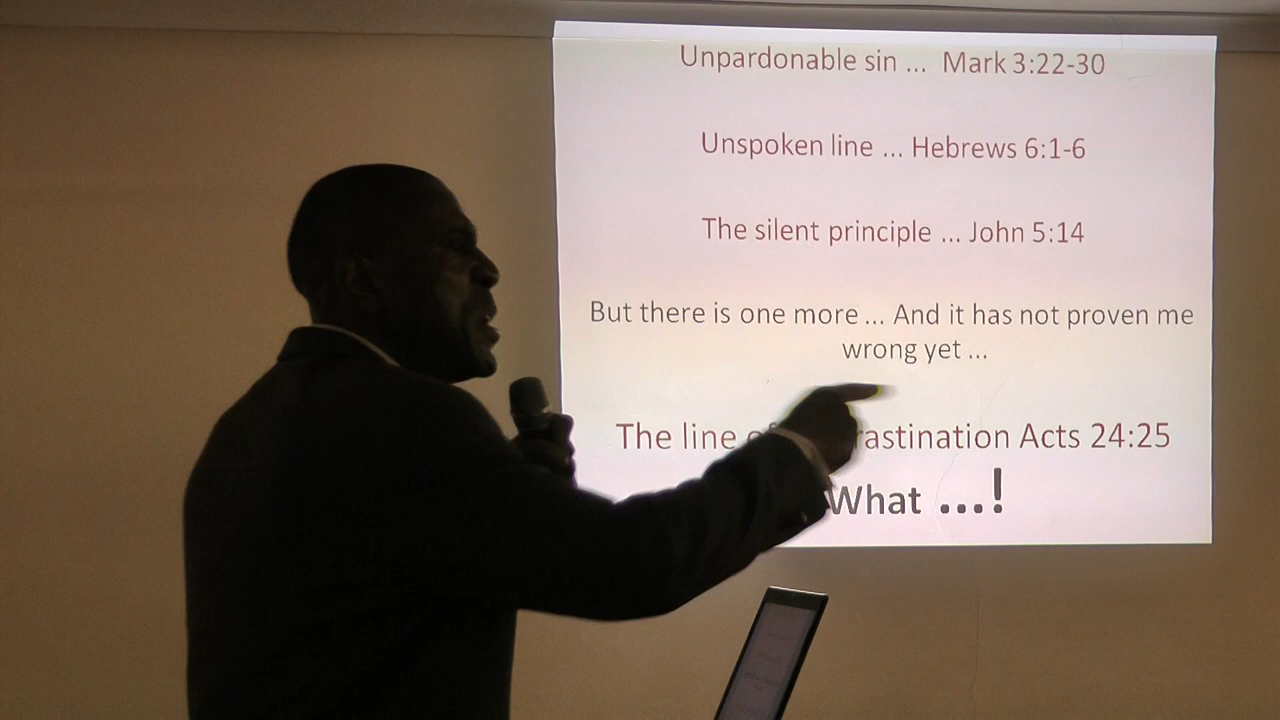 Unpardonable sin ... Mark 3:22-30
Unspoken line ... Hebrews 6:1-6
The silent principle ... John 5:14
But there is one more ... And it has not proven me
wrong yet ...
The line Acts 24:25
What ...!